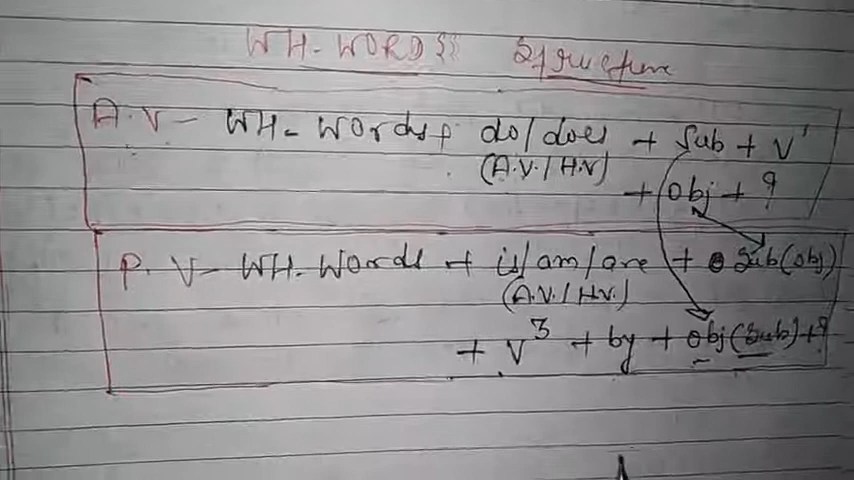 WH-WORDS Structure
A.V - WH- Words + do/does + Sub + V¹
(A.V./H.V)
+ Obj + ?
P.V- WH-Words + is/am/are + Sub(obj)
(A.V./H.V.)
+ V³ + by + obj(Sub)+?